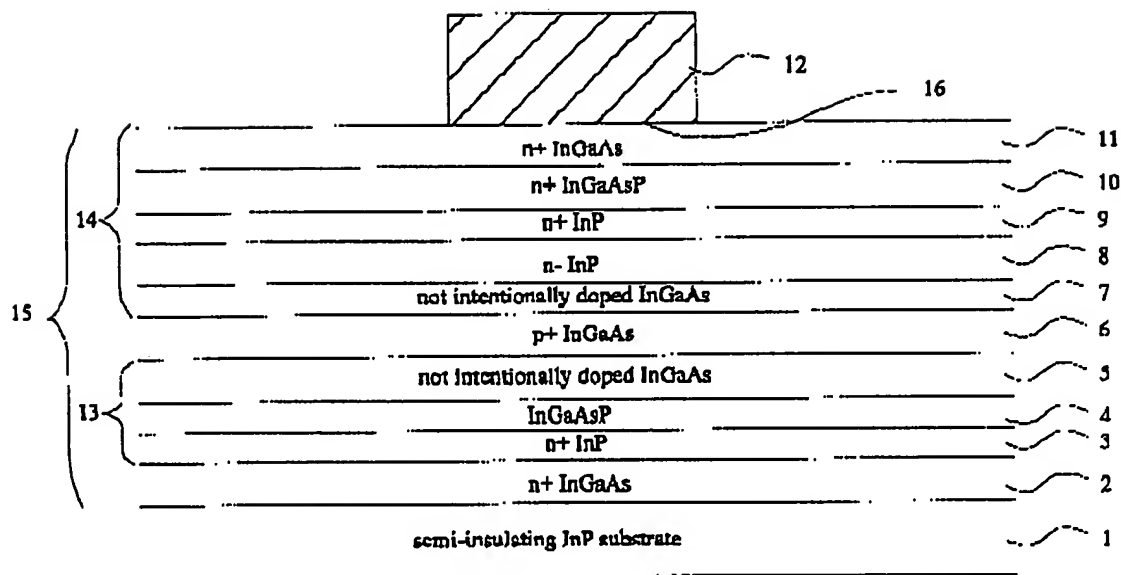 12
16
n+ InGaAs 11
n+ InGaAsP 10
14 n+ InP 9
n- InP 8
not intentionally doped InGaAs 7
15 p+ InGaAs 6
not intentionally doped InGaAs 5
13 InGaAsP 4
n+ InP 3
n+ InGaAs 2
semi-insulating InP substrate 1